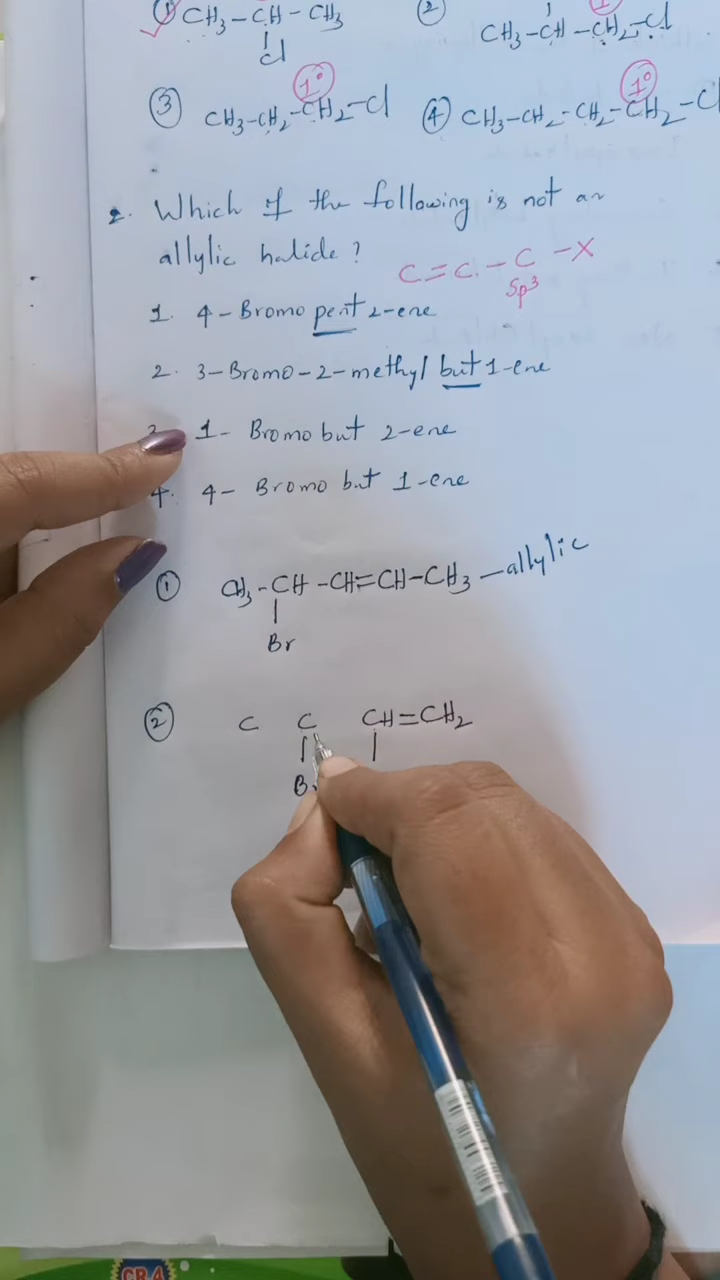 ① CH₃-CH-CH₃ ②
Cl
CH₃-CH-CH₂-Cl
1°
③ CH₃-CH₂-CH₂-Cl ④ CH₃-CH₂-CH₂-CH₂-Cl
2. Which of the following is not an
allylic halide?
C=C-C-X
Sp³
1. 4-Bromo pent 2-ene
2. 3-Bromo-2-methyl but 1-ene
1- Bromo but 2-ene
4. 4- Bromo but 1-ene
① CH₃-CH-CH=CH-CH₃ -allylic
Br
② C C CH=CH₂
B
GR4